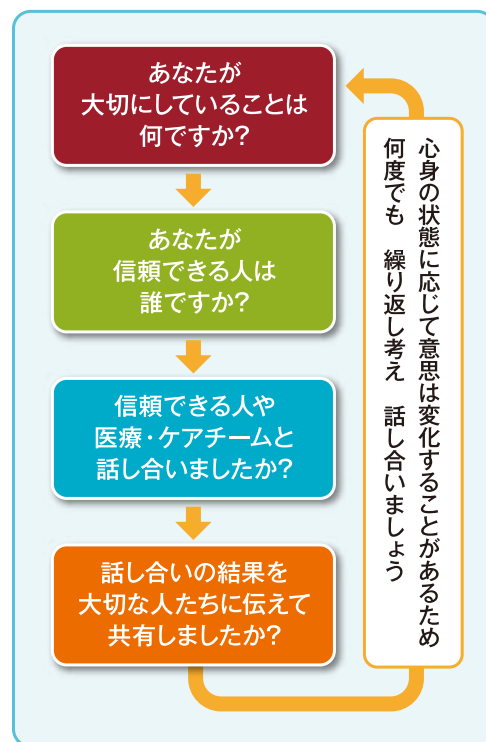 あなたが
大切にしていることは
何ですか？
あなたが
信頼できる人は
誰ですか？
信頼できる人や
医療・ケアチームと
話し合いましたか？
話し合いの結果を
大切な人たちに伝えて
共有しましたか？
心身の状態に応じて意思は変化することがあるため
何度でも　繰り返し考え　話し合いましょう